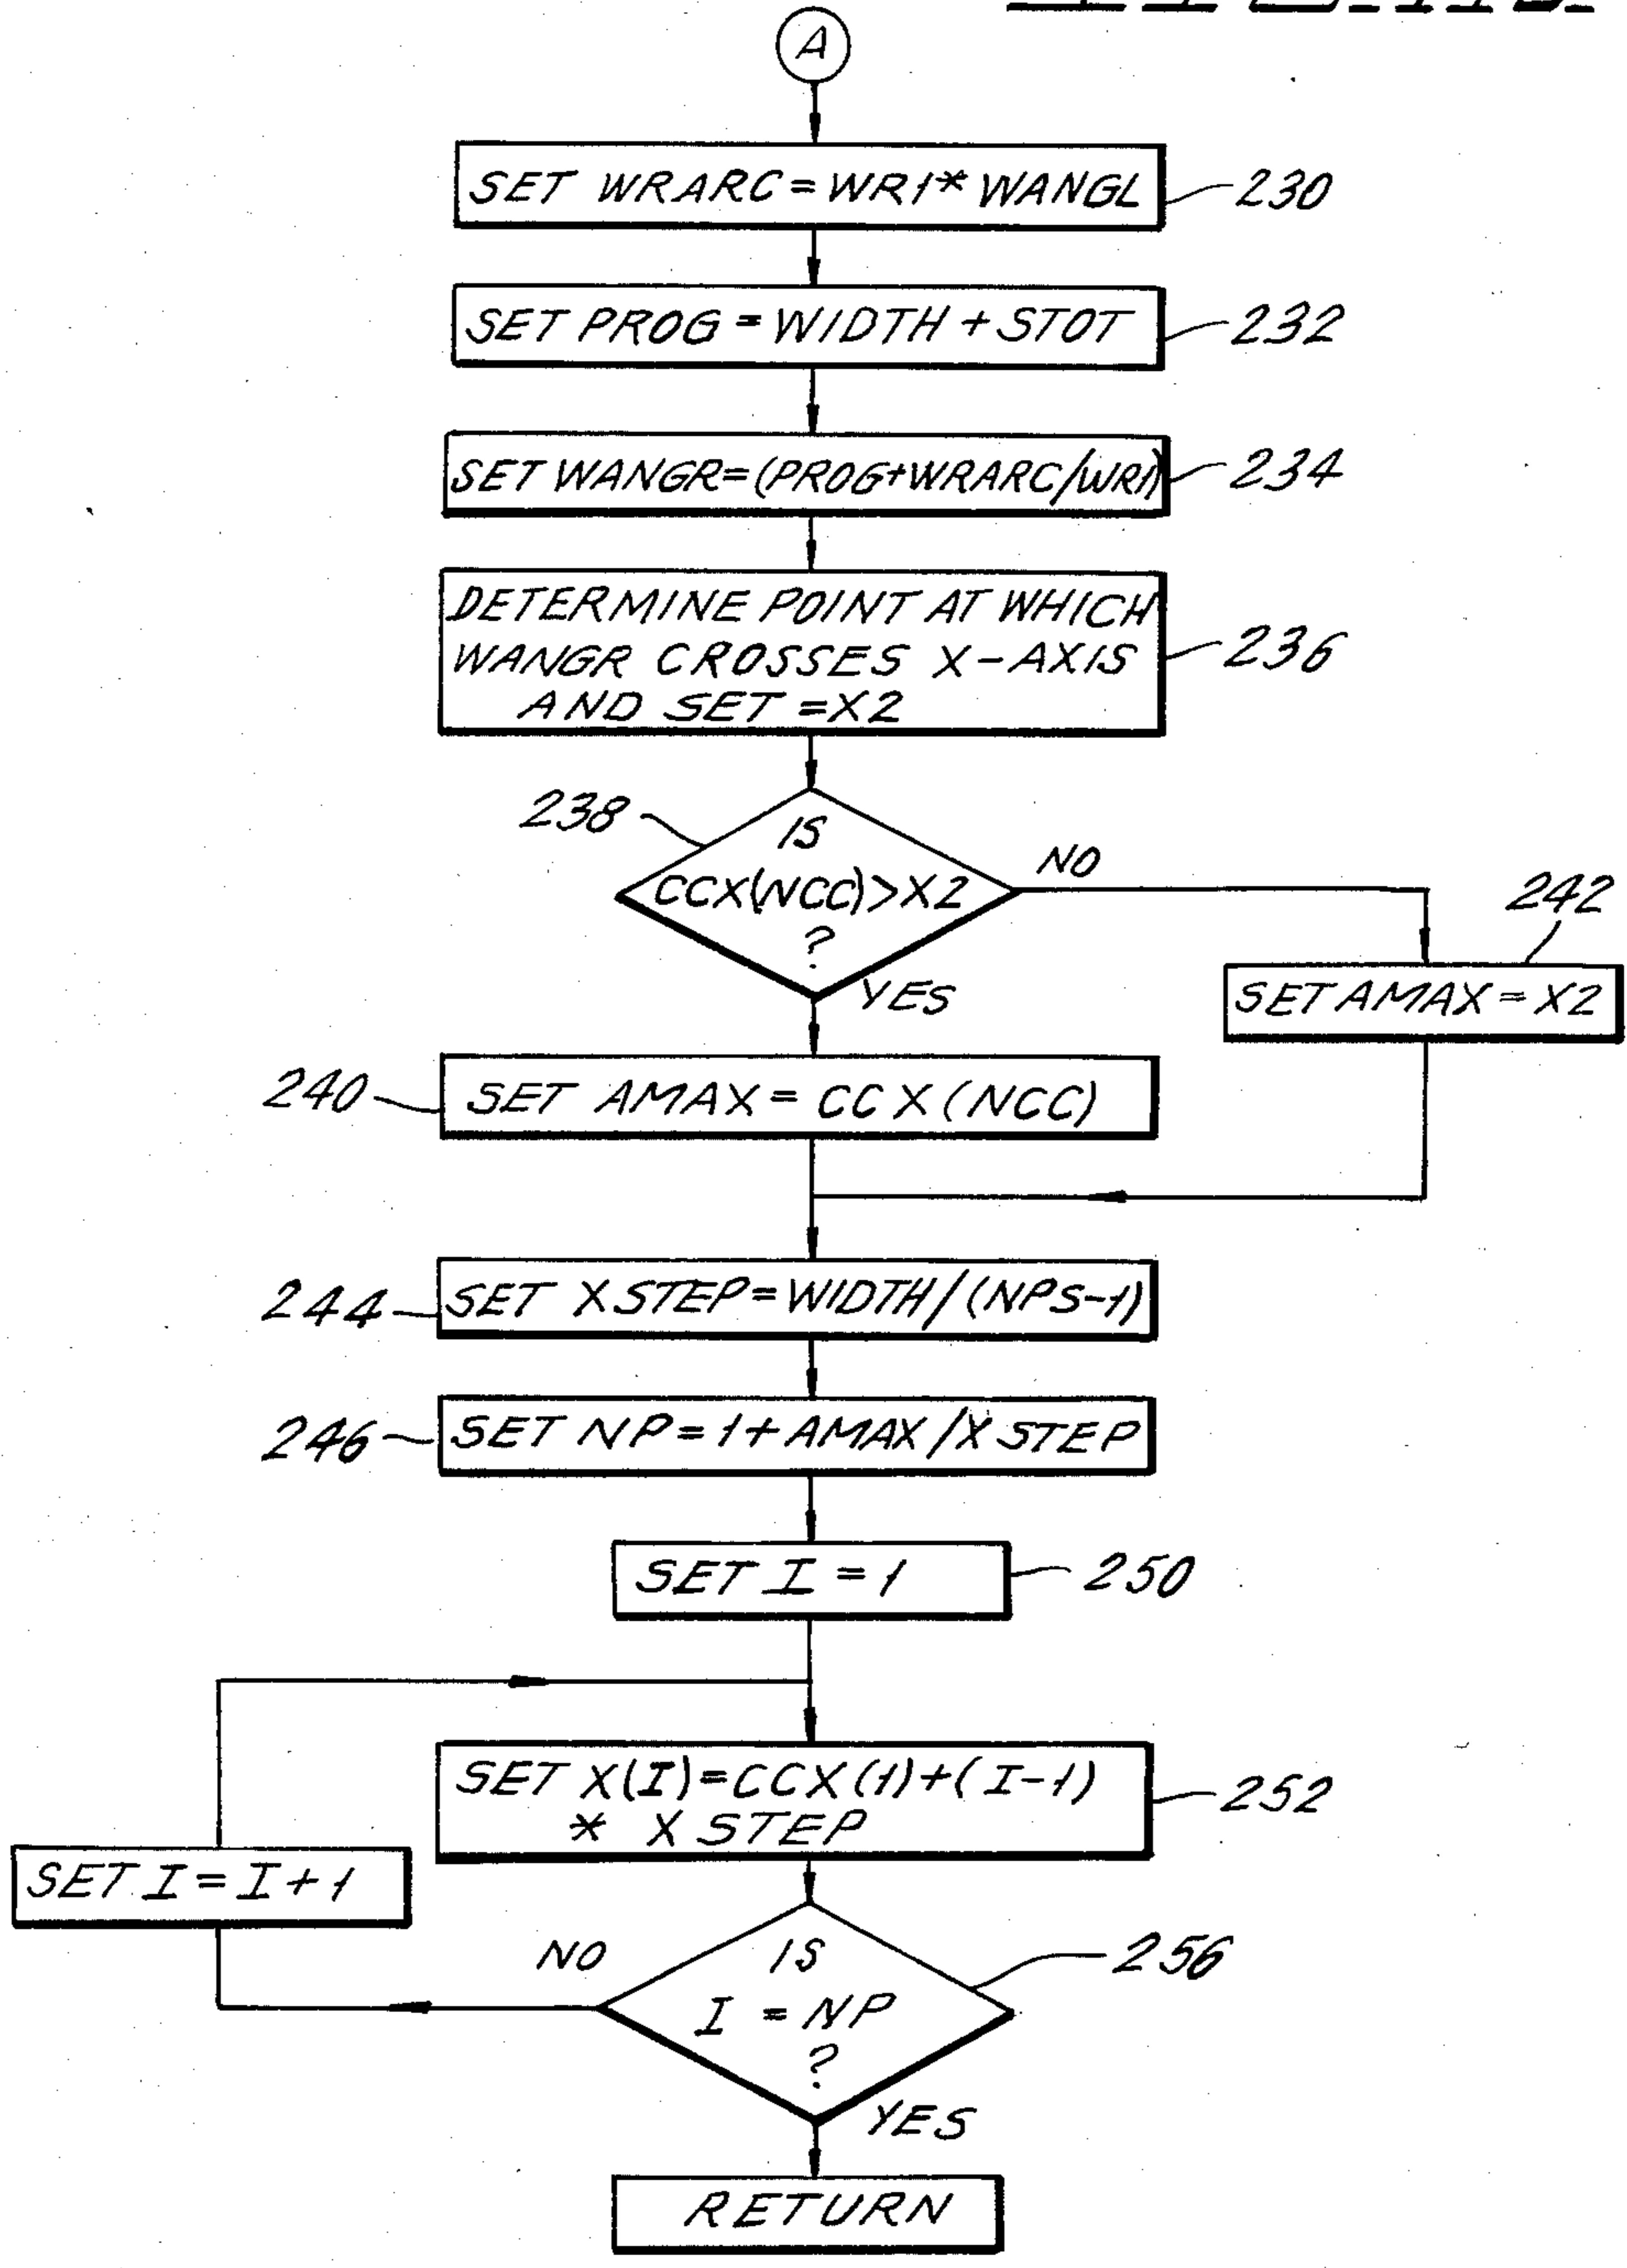 A
SET WRARC=WR1*WANGL
230
SET PROG=WIDTH+STOT
232
SET WANGR=(PROG+WRARC/WR1)
234
DETERMINE POINT AT WHICH
WANGR CROSSES X-AXIS
AND SET =X2
236
238
IS
CCX(NCC)>X2
?
NO
YES
242
SET AMAX=X2
240
SET AMAX=CCX(NCC)
244
SET XSTEP=WIDTH/(NPS-1)
246
SET NP=1+AMAX/XSTEP
SET I=1
250
SET X(I)=CCX(1)+(I-1)
* XSTEP
252
SET I=I+1
NO
IS
I=NP
?
256
YES
RETURN